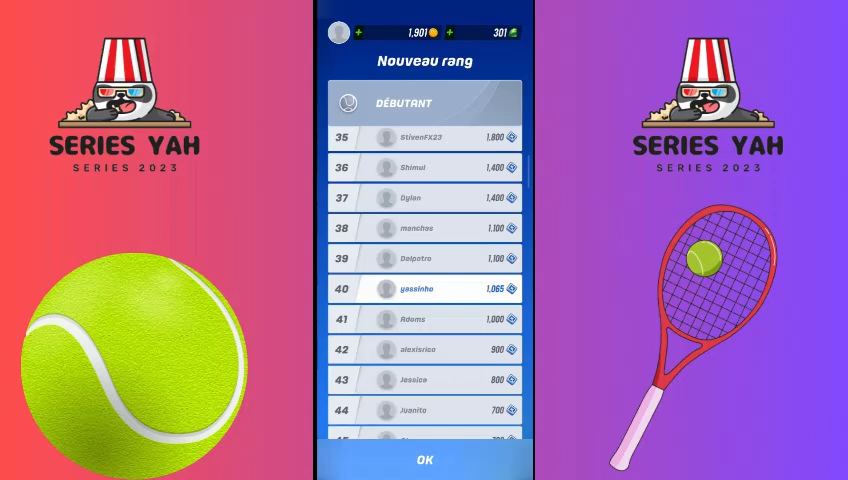 SERIES YAH
SERIES 2023
1,901
301
Nouveau rang
DÉBUTANT
35 StivenFX23 1,800
36 Shimul 1,400
37 Dylan 1,400
38 manchas 1,100
39 Delpotro 1,100
40 yassinho 1,065
41 Adoms 1,000
42 alexisrico 900
43 Jessica 800
44 Juanito 700
OK
SERIES YAH
SERIES 2023